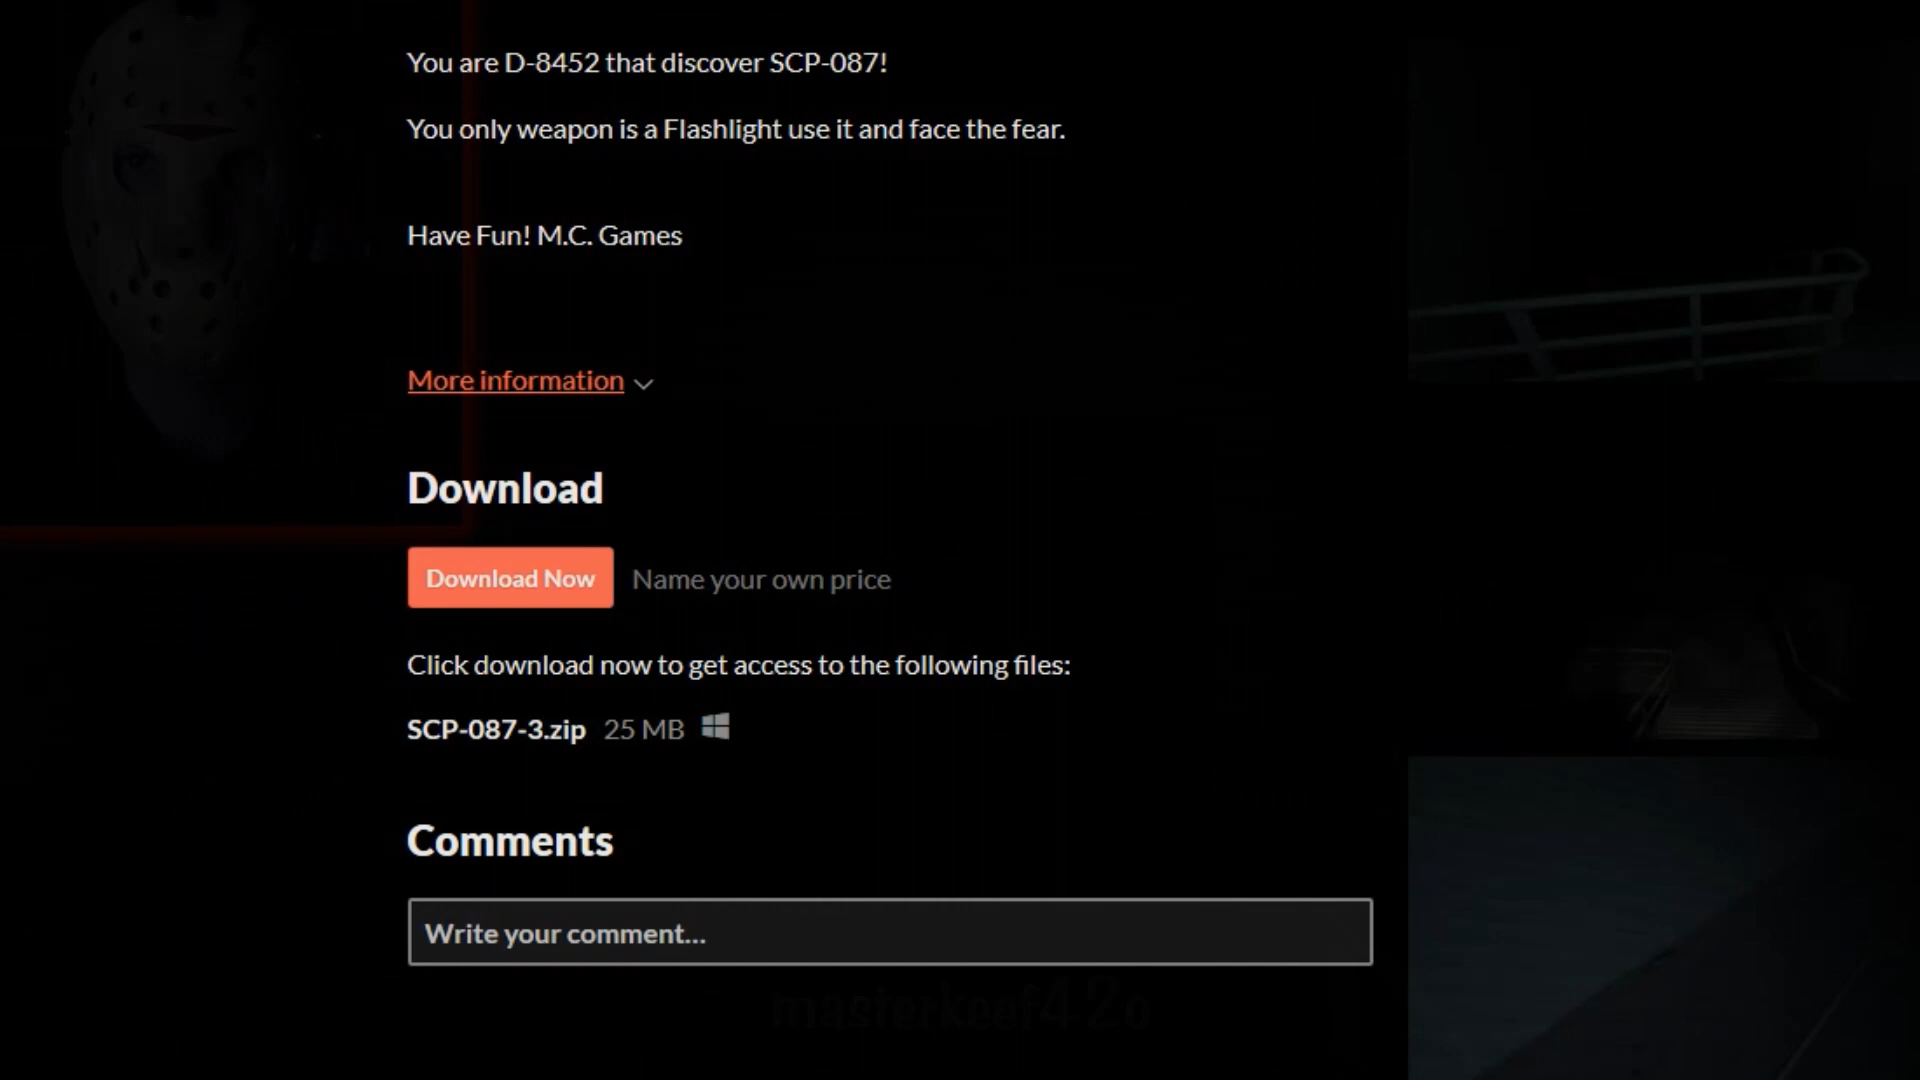 You are D-8452 that discover SCP-087!
You only weapon is a Flashlight use it and face the fear.
Have Fun! M.C. Games
More information
Download
Download Now Name your own price
Click download now to get access to the following files:
SCP-087-3.zip 25 MB
Comments
Write your comment...
masterkeef420